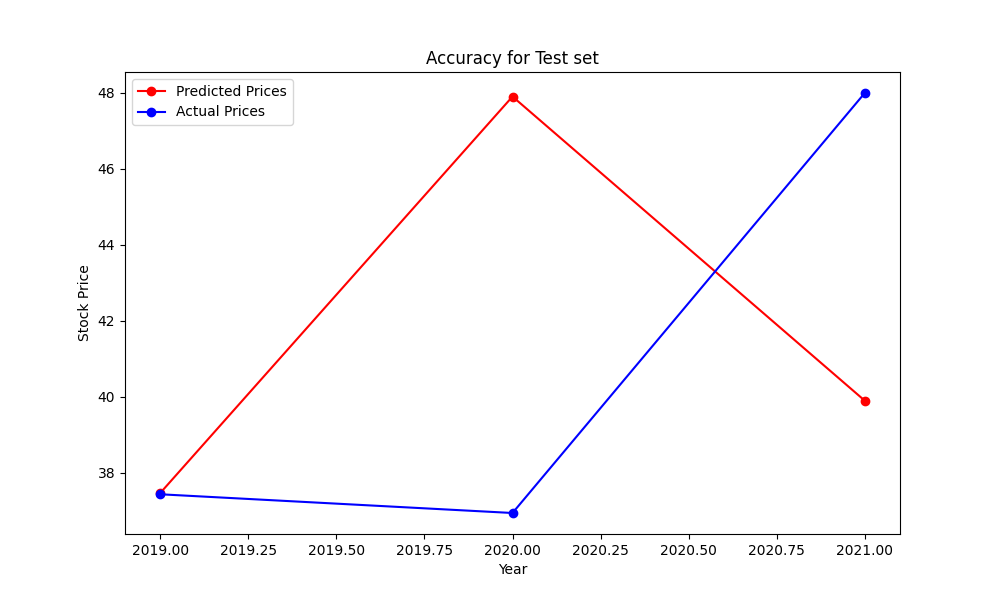 Accuracy for Test set
Predicted Prices
Actual Prices
48
46
44
42
40
38
Stock Price
2019.00 2019.25 2019.50 2019.75 2020.00 2020.25 2020.50 2020.75 2021.00
Year